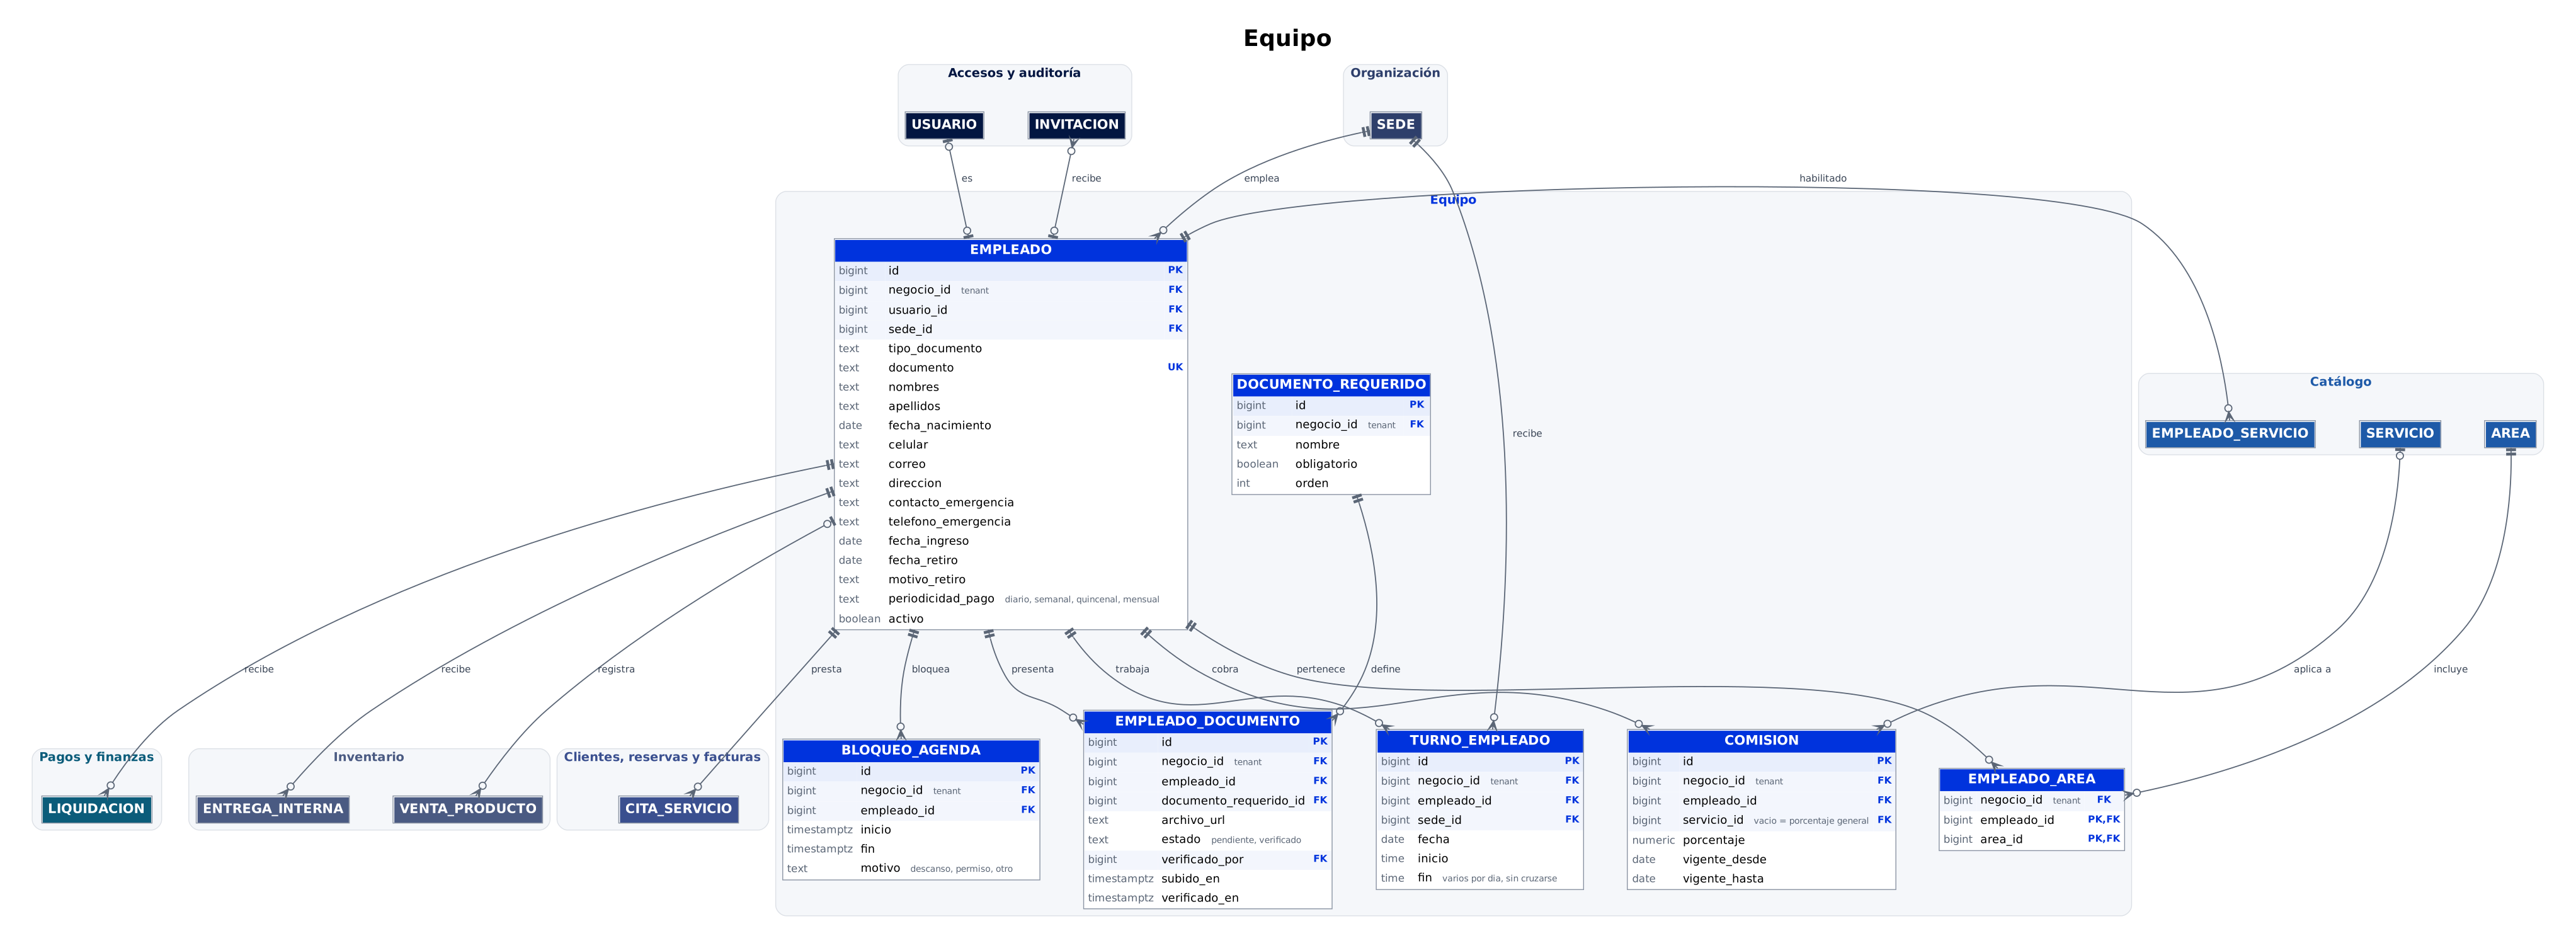 Equipo
Accesos y auditoría
USUARIO
INVITACION
Organización
SEDE
es
recibe
emplea
habilitado
Equipo
EMPLEADO
bigint id PK
bigint negocio_id tenant FK
bigint usuario_id FK
bigint sede_id FK
text tipo_documento
text documento UK
text nombres
text apellidos
date fecha_nacimiento
text celular
text correo
text direccion
text contacto_emergencia
text telefono_emergencia
date fecha_ingreso
date fecha_retiro
text motivo_retiro
text periodicidad_pago diario, semanal, quincenal, mensual
boolean activo
DOCUMENTO_REQUERIDO
bigint id PK
bigint negocio_id tenant FK
text nombre
boolean obligatorio
int orden
recibe
Catálogo
EMPLEADO_SERVICIO
SERVICIO
AREA
recibe
recibe
registra
presta
bloquea
presenta
trabaja
cobra
pertenece
define
aplica a
incluye
Pagos y finanzas
LIQUIDACION
Inventario
ENTREGA_INTERNA
VENTA_PRODUCTO
Clientes, reservas y facturas
CITA_SERVICIO
BLOQUEO_AGENDA
bigint id PK
bigint negocio_id tenant FK
bigint empleado_id FK
timestamptz inicio
timestamptz fin
text motivo descanso, permiso, otro
EMPLEADO_DOCUMENTO
bigint id PK
bigint negocio_id tenant FK
bigint empleado_id FK
bigint documento_requerido_id FK
text archivo_url
text estado pendiente, verificado
bigint verificado_por FK
timestamptz subido_en
timestamptz verificado_en
TURNO_EMPLEADO
bigint id PK
bigint negocio_id tenant FK
bigint empleado_id FK
bigint sede_id FK
date fecha
time inicio
time fin varios por dia, sin cruzarse
COMISION
bigint id PK
bigint negocio_id tenant FK
bigint empleado_id FK
bigint servicio_id vacio = porcentaje general FK
numeric porcentaje
date vigente_desde
date vigente_hasta
EMPLEADO_AREA
bigint negocio_id tenant FK
bigint empleado_id PK,FK
bigint area_id PK,FK